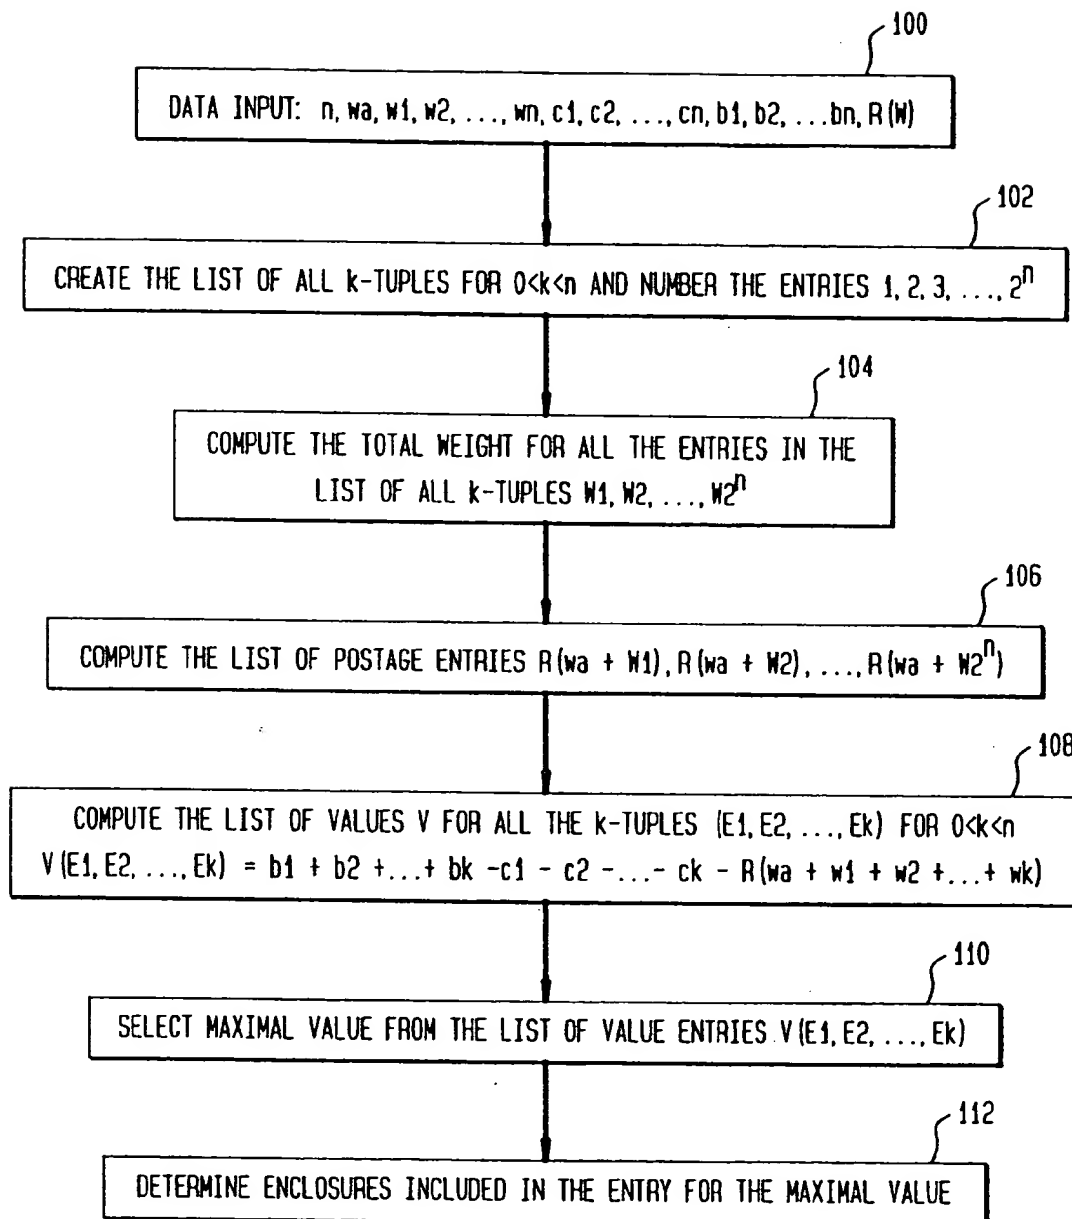 100
DATA INPUT: n, wa, w1, w2, ..., wn, c1, c2, ..., cn, b1, b2, ...bn, R(W)
102
CREATE THE LIST OF ALL k-TUPLES FOR 0<k<n AND NUMBER THE ENTRIES 1, 2, 3, ..., 2^n
104
COMPUTE THE TOTAL WEIGHT FOR ALL THE ENTRIES IN THE
LIST OF ALL k-TUPLES W1, W2, ..., W2^n
106
COMPUTE THE LIST OF POSTAGE ENTRIES R(wa + W1), R(wa + W2), ..., R(wa + W2^n)
108
COMPUTE THE LIST OF VALUES V FOR ALL THE k-TUPLES (E1, E2, ..., Ek) FOR 0<k<n
V(E1, E2, ..., Ek) = b1 + b2 +...+ bk -c1 - c2 -...- ck - R(wa + w1 + w2 +...+ wk)
110
SELECT MAXIMAL VALUE FROM THE LIST OF VALUE ENTRIES V(E1, E2, ..., Ek)
112
DETERMINE ENCLOSURES INCLUDED IN THE ENTRY FOR THE MAXIMAL VALUE